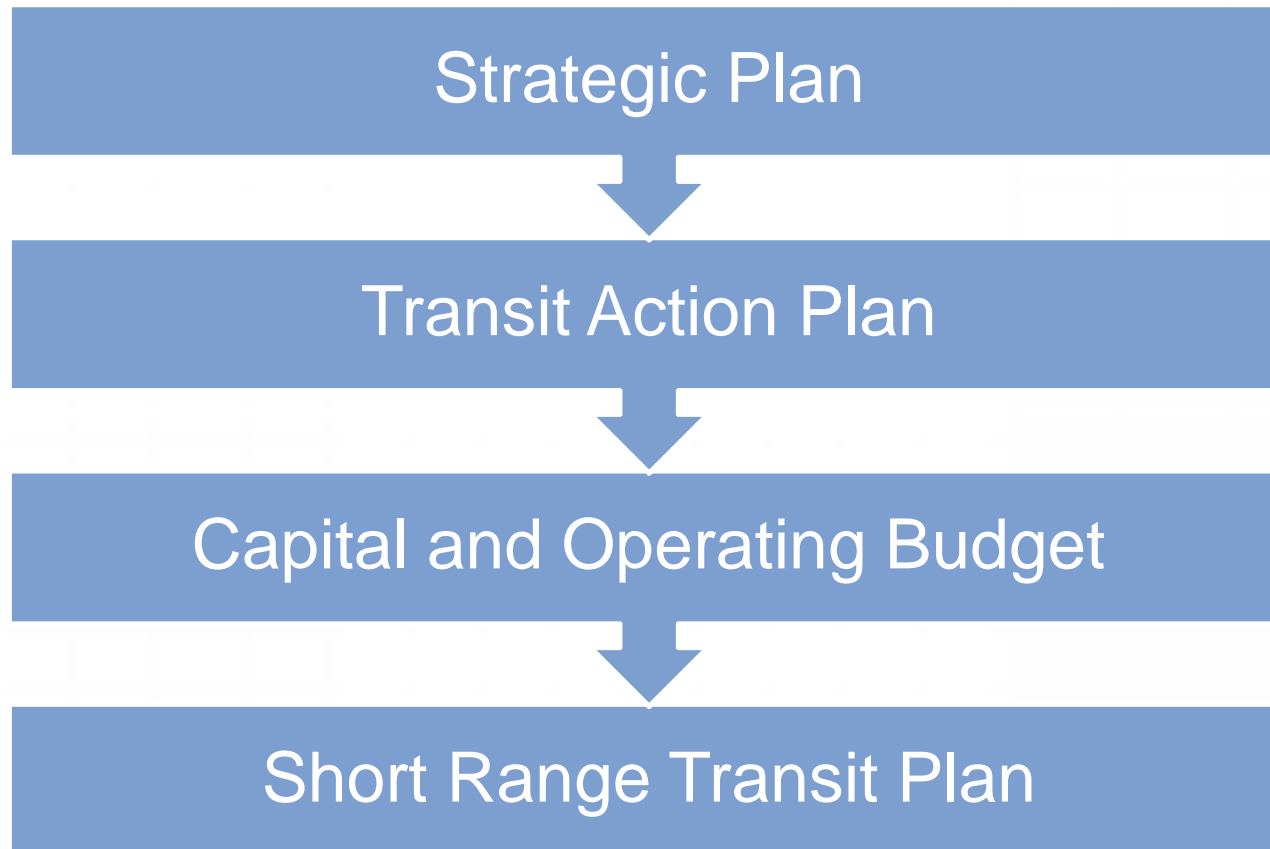 Strategic Plan
Transit Action Plan
Capital and Operating Budget
Short Range Transit Plan